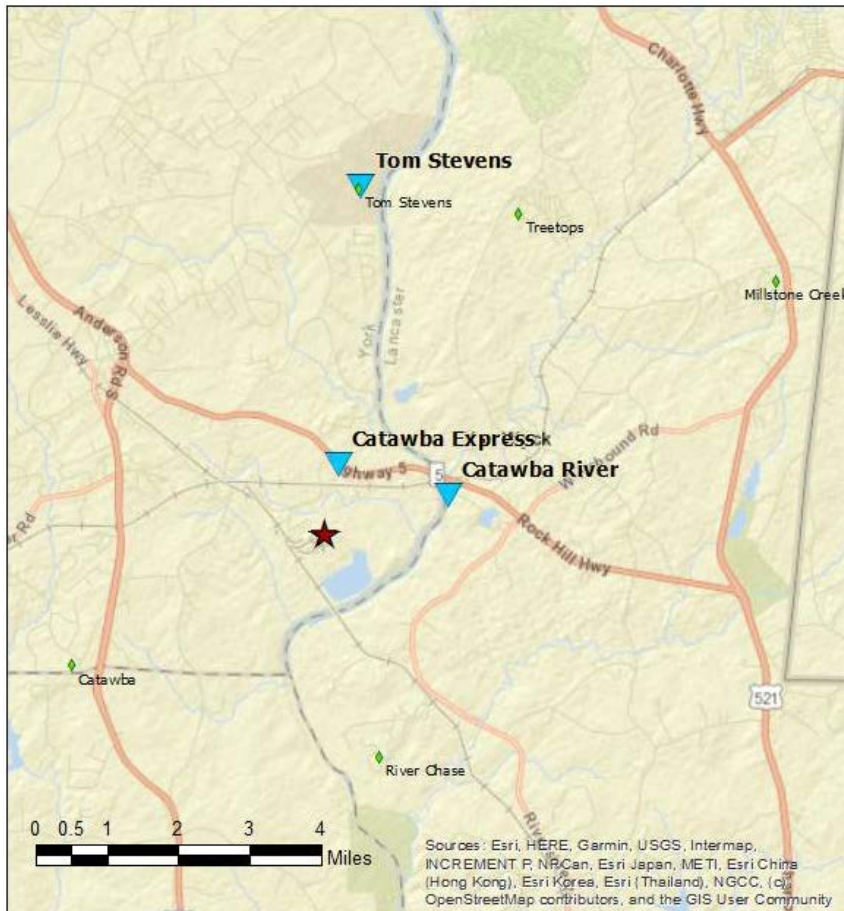 Charlotte Hwy
Tom Stevens
Tom Stevens
Treetops
Millstone Creek
York
Lancaster
Lesslie Hwy
Anderson Rd S
Catawba Express
Catawba River
5
Rock Hill Hwy
Rd
Catawba
521
River Chase
0 0.5 1 2 3 4
Miles
Sources: Esri, HERE, Garmin, USGS, Intermap,
INCREMENT P, NRCan, Esri Japan, METI, Esri China
(Hong Kong), Esri Korea, Esri (Thailand), NGCC, (c)
OpenStreetMap contributors, and the GIS User Community